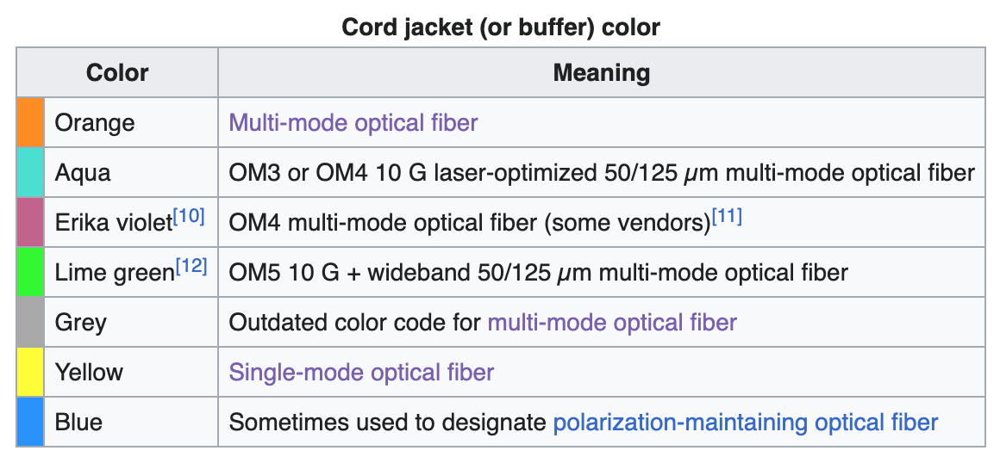 Cord jacket (or buffer) color
Color Meaning
Orange Multi-mode optical fiber
Aqua OM3 or OM4 10 G laser-optimized 50/125 µm multi-mode optical fiber
Erika violet[10] OM4 multi-mode optical fiber (some vendors)[11]
Lime green[12] OM5 10 G + wideband 50/125 µm multi-mode optical fiber
Grey Outdated color code for multi-mode optical fiber
Yellow Single-mode optical fiber
Blue Sometimes used to designate polarization-maintaining optical fiber